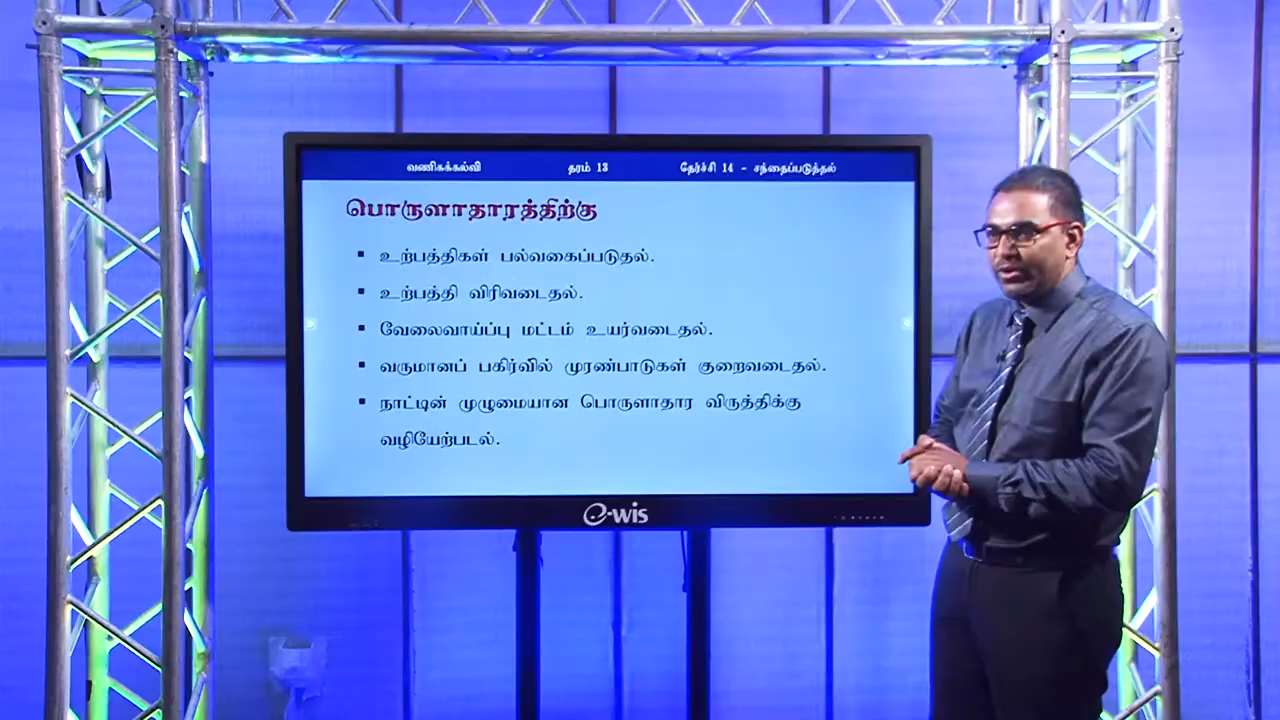 வணிகக்கல்வி தரம் 13 தேர்ச்சி 14 - சந்தைப்படுத்தல்
பொருளாதாரத்திற்கு
▪ உற்பத்திகள் பல்வகைப்படுதல்.
▪ உற்பத்தி விரிவடைதல்.
▪ வேலைவாய்ப்பு மட்டம் உயர்வடைதல்.
▪ வருமானப் பகிர்வில் முரண்பாடுகள் குறைவடைதல்.
▪ நாட்டின் முழுமையான பொருளாதார விருத்திக்கு
வழியேற்படல்.
e-wis